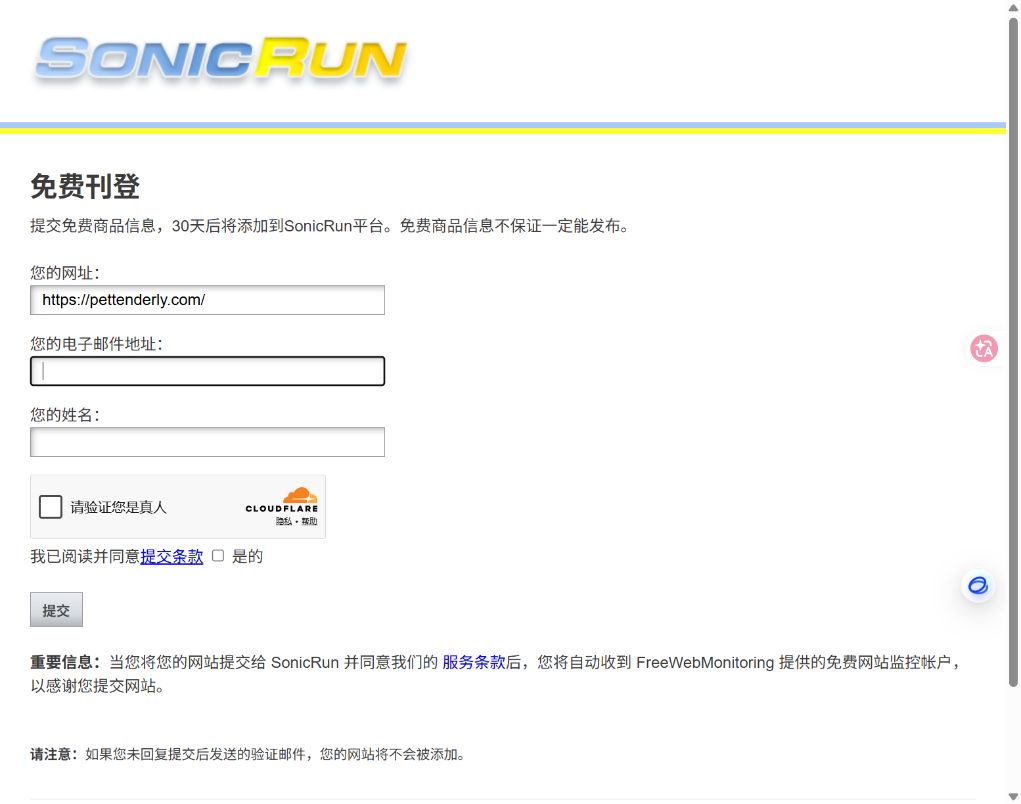 SONICRUN
免费刊登
提交免费商品信息，30天后将添加到SonicRun平台。免费商品信息不保证一定能发布。
您的网址：
https://pettenderly.com/
您的电子邮件地址：
您的姓名：
请验证您是真人
CLOUDFLARE
隐私 • 帮助
我已阅读并同意提交条款 是的
提交
重要信息：当您将您的网站提交给 SonicRun 并同意我们的 服务条款后，您将自动收到 FreeWebMonitoring 提供的免费网站监控帐户，
以感谢您提交网站。
请注意：如果您未回复提交后发送的验证邮件，您的网站将不会被添加。